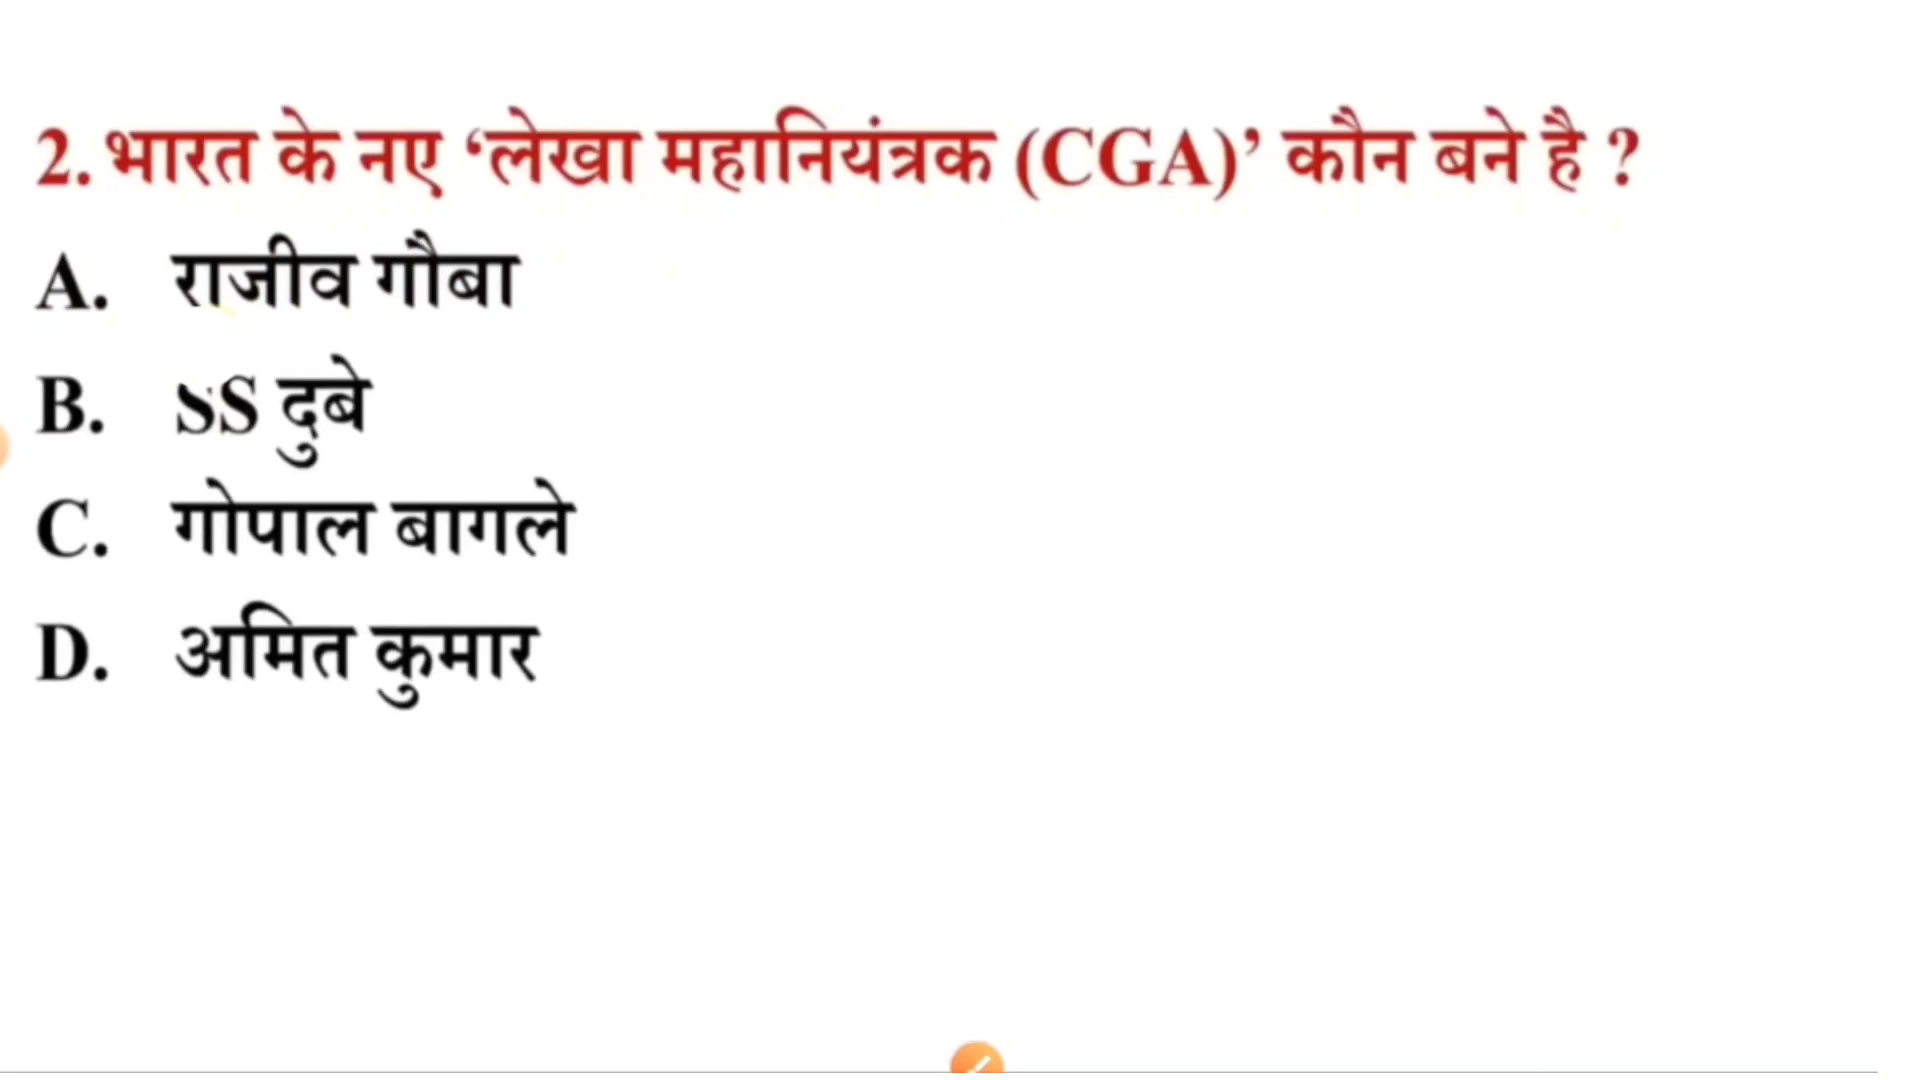 2. भारत के नए ‘लेखा महानियंत्रक (CGA)’ कौन बने है ?
A. राजीव गौबा
B. SS दुबे
C. गोपाल बागले
D. अमित कुमार